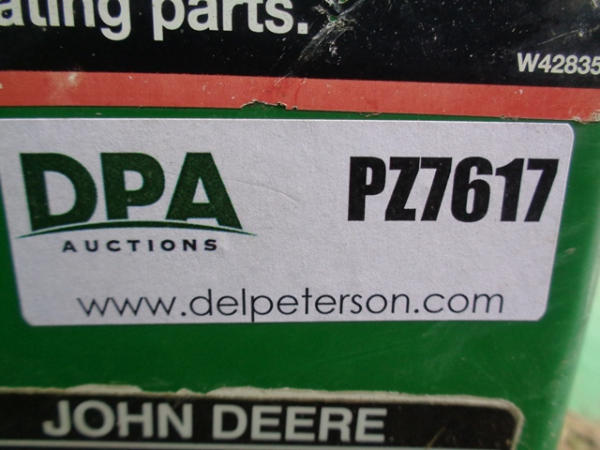 ating parts.
W42835
DPA
AUCTIONS
PZ7617
www.delpeterson.com
JOHN DEERE